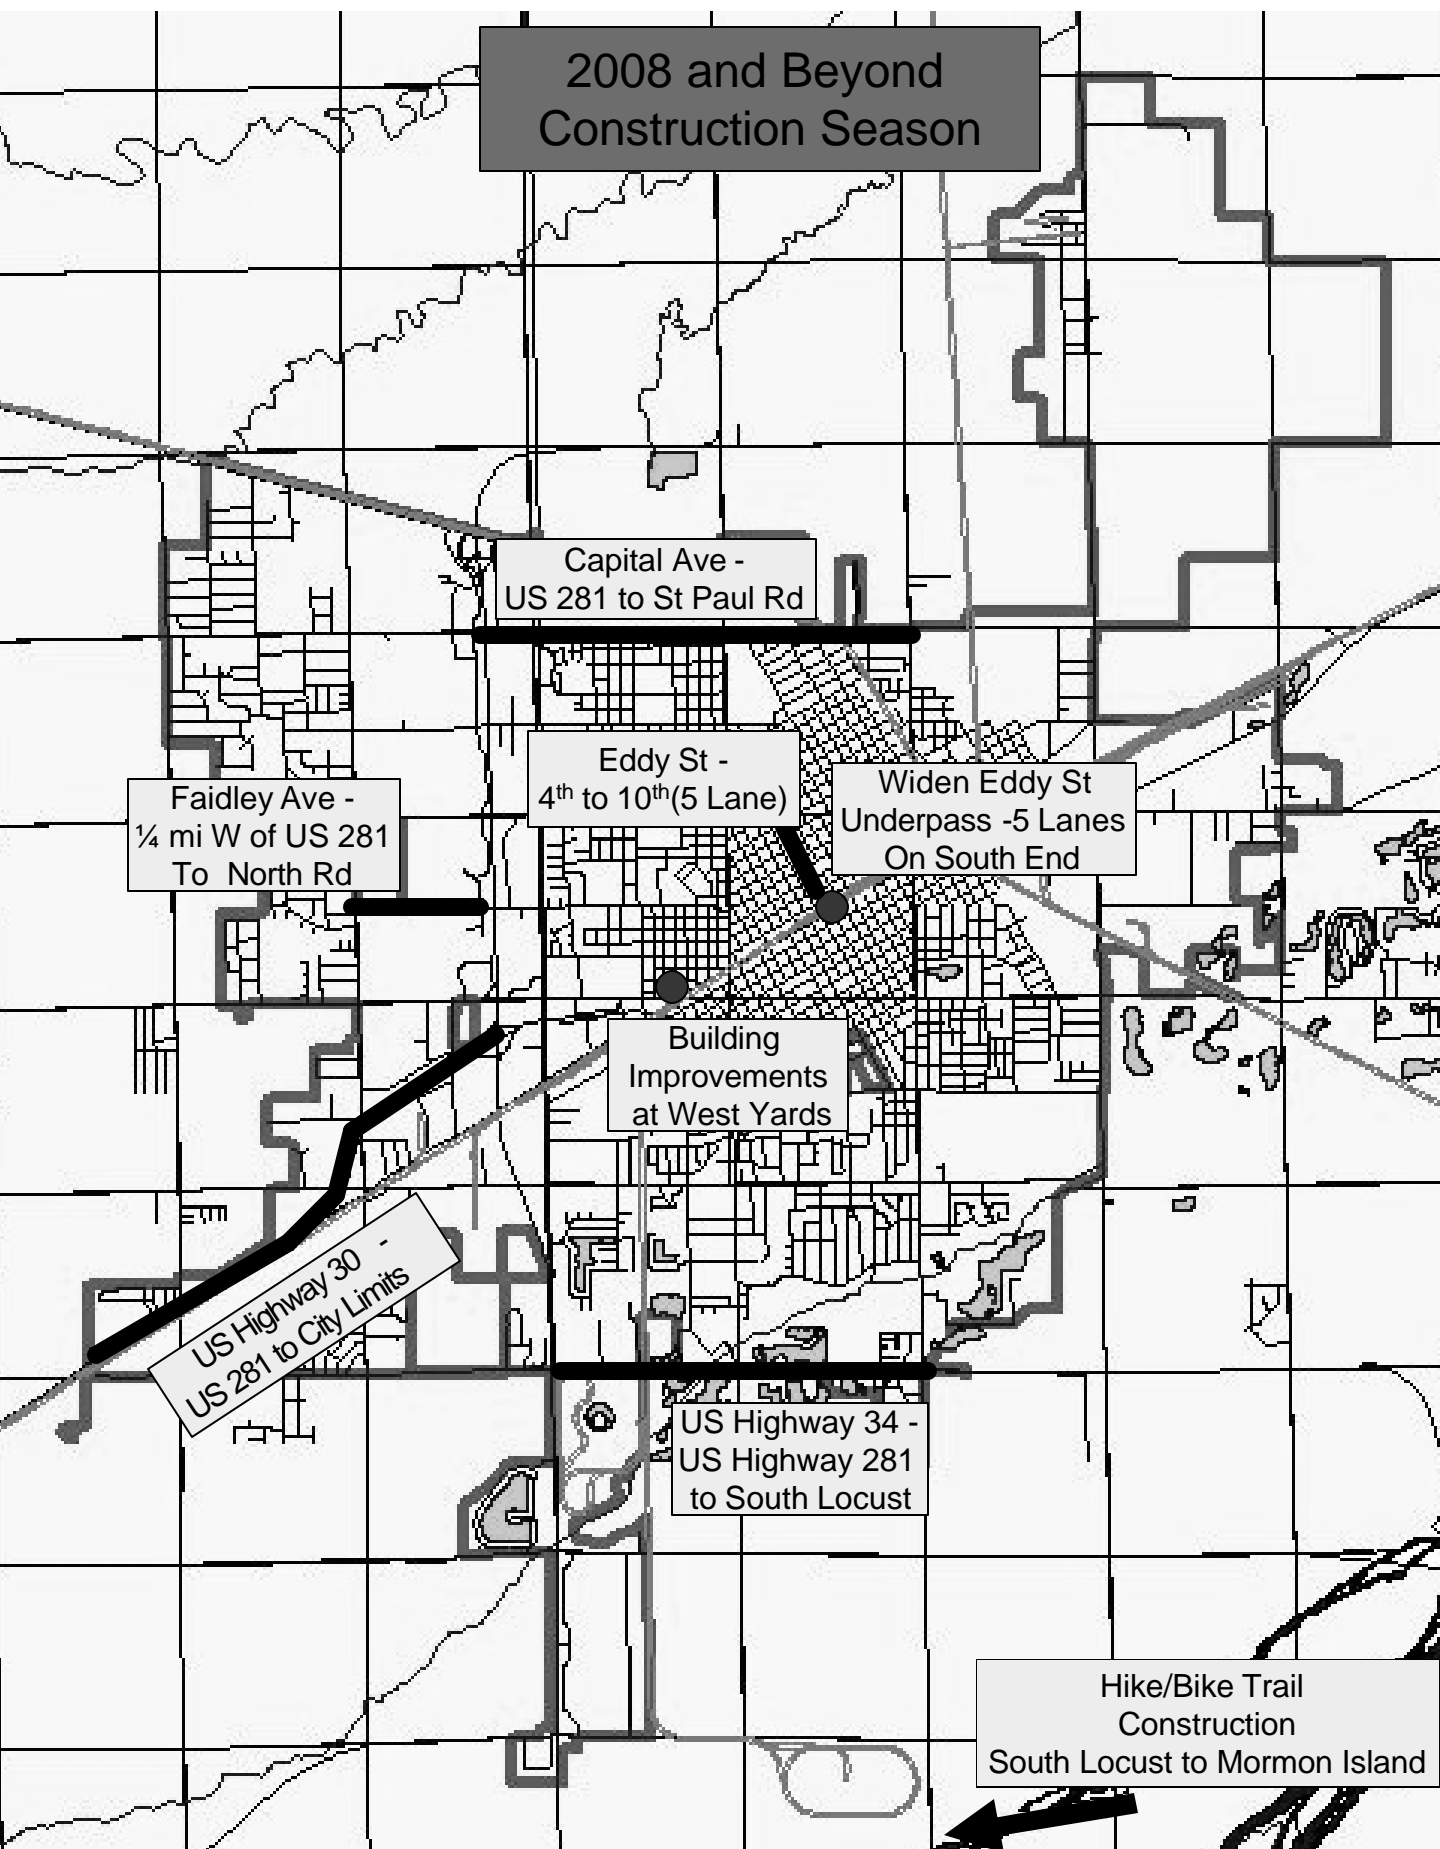 2008 and Beyond
Construction Season
Capital Ave -
US 281 to St Paul Rd
Eddy St -
4th to 10th(5 Lane)
Widen Eddy St
Underpass -5 Lanes
On South End
Faidley Ave -
¼ mi W of US 281
To North Rd
Building
Improvements
at West Yards
US Highway 30 -
US 281 to City Limits
US Highway 34 -
US Highway 281
to South Locust
Hike/Bike Trail
Construction
South Locust to Mormon Island